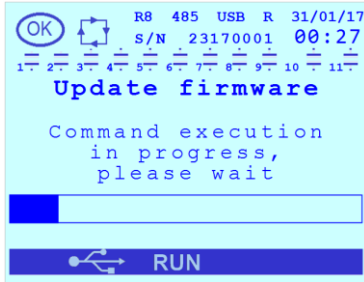 OK R8 485 USB R 31/01/17
S/N 23170001 00:27
1 2 3 4 5 6 7 8 9 10 11
Update firmware
Command execution
in progress,
please wait
RUN